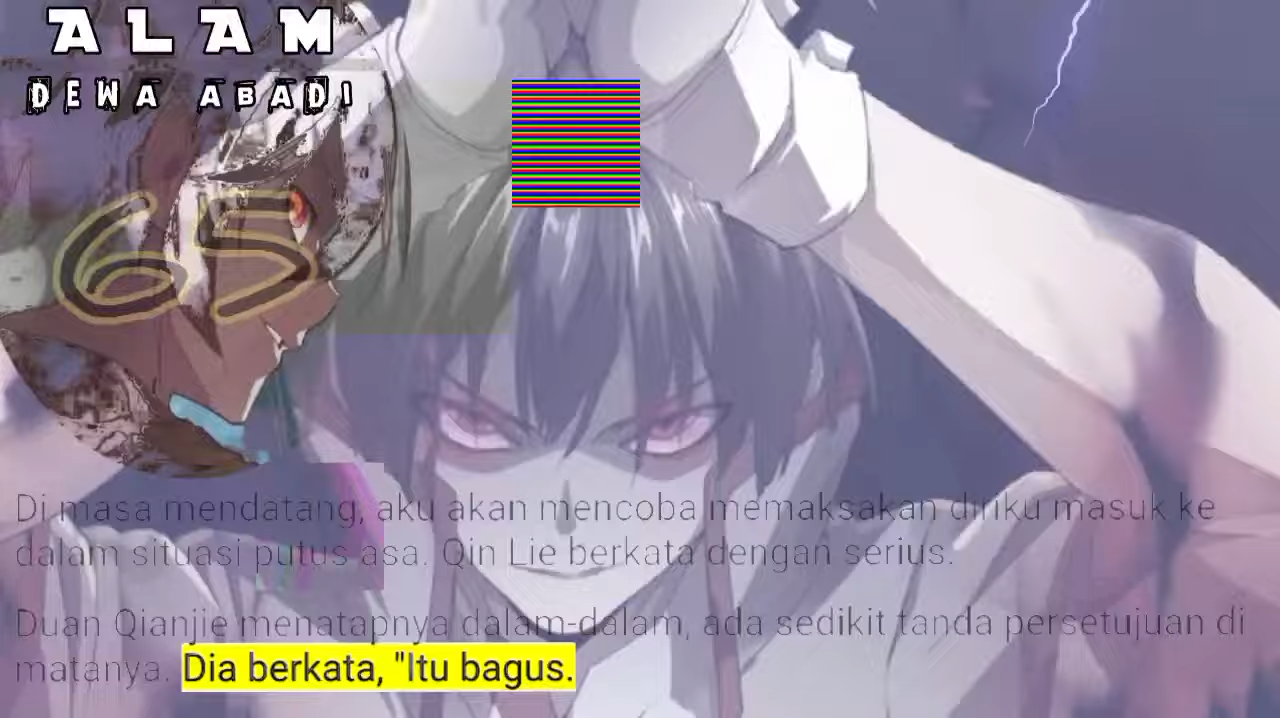 ALAM
DEWA ABADI
65
Di masa mendatang, aku akan mencoba memaksakan diriku masuk ke
dalam situasi putus asa. Qin Lie berkata dengan serius.
Duan Qianjie menatapnya dalam-dalam, ada sedikit tanda persetujuan di
matanya. Dia berkata, "Itu bagus.